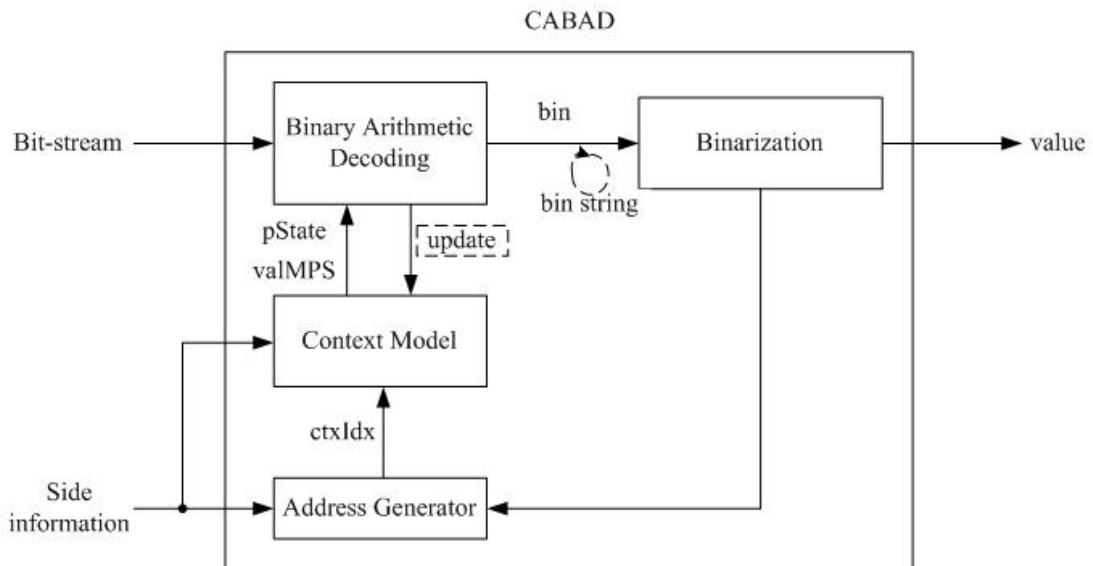 CABAD
Bit-stream
Binary Arithmetic
Decoding
bin
bin string
Binarization
value
pState
valMPS
update
Context Model
ctxIdx
Side
information
Address Generator